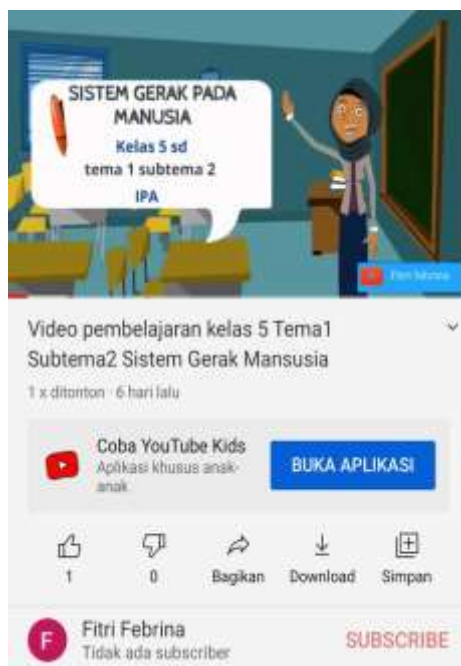 SISTEM GERAK PADA
MANUSIA
Kelas 5 sd
tema 1 subtema 2
IPA
Fitri febrina
Video pembelajaran kelas 5 Tema1
Subtema2 Sistem Gerak Mansusia
1 x ditonton · 6 hari lalu
Coba YouTube Kids
Aplikasi khusus anak-
anak
BUKA APLIKASI
1
0
Bagikan
Download
Simpan
F
Fitri Febrina
Tidak ada subscriber
SUBSCRIBE